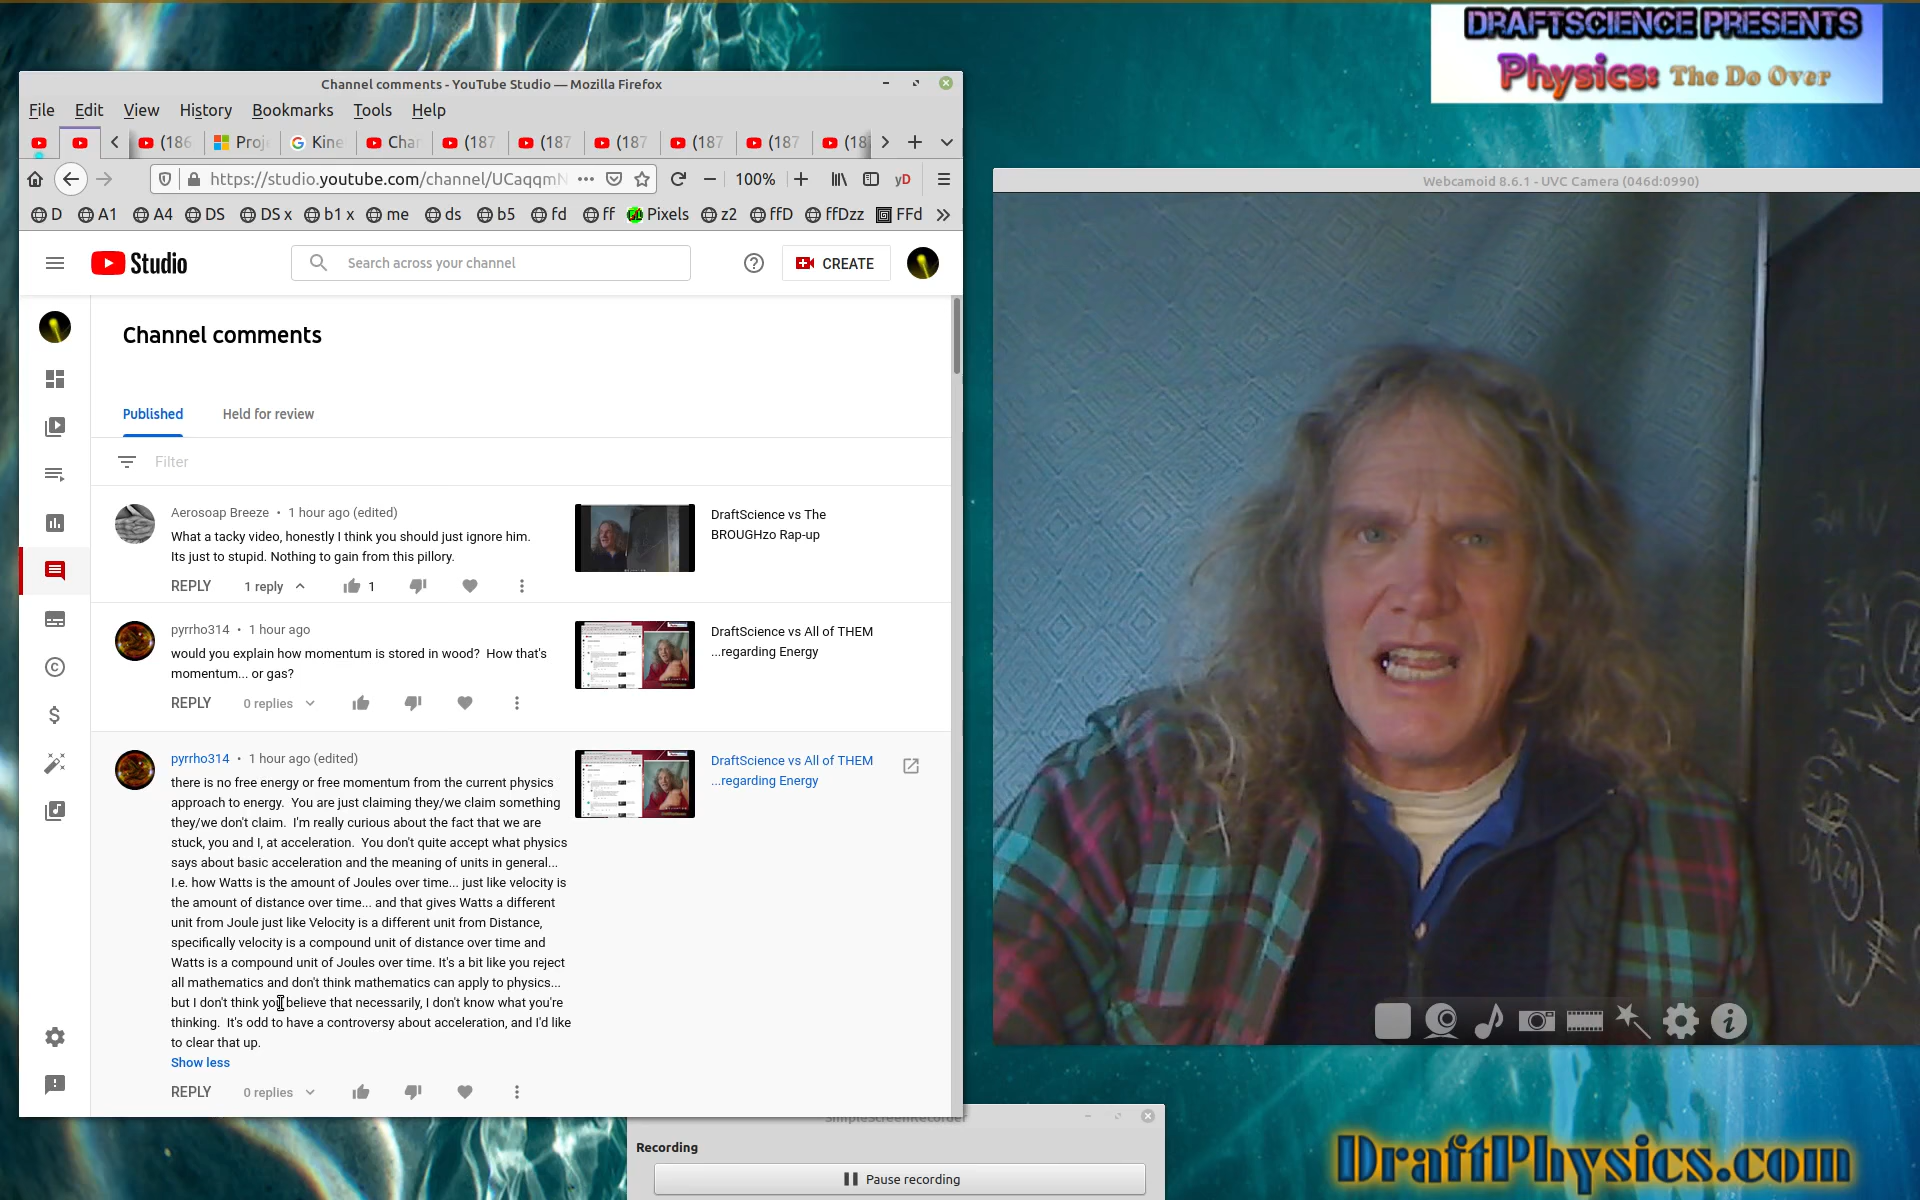 DRAFTSCIENCE PRESENTS
Physics: The Do Over
Channel comments - YouTube Studio — Mozilla Firefox
File Edit View History Bookmarks Tools Help
(186 Proj Kine Chan (187 (187 (187 (187 (187 (18
https://studio.youtube.com/channel/UCaqqmN 100% yD
D A1 A4 DS DS x b1 x me ds b5 fd ff Pixels z2 ffD ffDzz FFd
Studio
Search across your channel
CREATE
Channel comments
Published Held for review
Filter
Aerosoap Breeze • 1 hour ago (edited)
What a tacky video, honestly I think you should just ignore him.
Its just to stupid. Nothing to gain from this pillory.
REPLY 1 reply 1
DraftScience vs The
BROUGHzo Rap-up
pyrrho314 • 1 hour ago
would you explain how momentum is stored in wood?  How that's
momentum... or gas?
REPLY 0 replies
DraftScience vs All of THEM
...regarding Energy
pyrrho314 • 1 hour ago (edited)
there is no free energy or free momentum from the current physics
approach to energy.  You are just claiming they/we claim something
they/we don't claim.  I'm really curious about the fact that we are
stuck, you and I, at acceleration.  You don't quite accept what physics
says about basic acceleration and the meaning of units in general...
I.e. how Watts is the amount of Joules over time... just like velocity is
the amount of distance over time... and that gives Watts a different
unit from Joule just like Velocity is a different unit from Distance,
specifically velocity is a compound unit of distance over time and
Watts is a compound unit of Joules over time. It's a bit like you reject
all mathematics and don't think mathematics can apply to physics...
but I don't think you believe that necessarily, I don't know what you're
thinking.  It's odd to have a controversy about acceleration, and I'd like
to clear that up.
Show less
REPLY 0 replies
DraftScience vs All of THEM
...regarding Energy
Webcamoid 8.6.1 - UVC Camera (046d:0990)
SimpleScreenRecorder
Recording
Pause recording
DraftPhysics.com